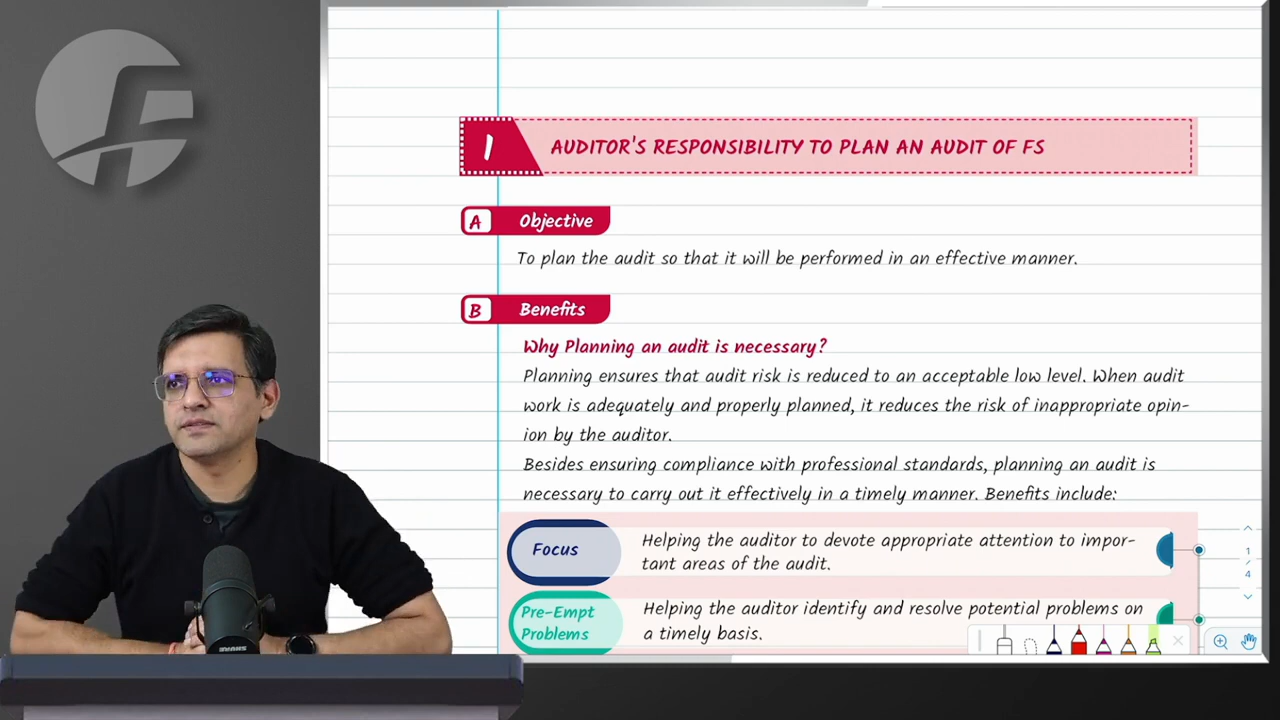 1
AUDITOR'S RESPONSIBILITY TO PLAN AN AUDIT OF FS
A Objective
To plan the audit so that it will be performed in an effective manner.
B Benefits
Why Planning an audit is necessary?
Planning ensures that audit risk is reduced to an acceptable low level. When audit
work is adequately and properly planned, it reduces the risk of inappropriate opin-
ion by the auditor.
Besides ensuring compliance with professional standards, planning an audit is
necessary to carry out it effectively in a timely manner. Benefits include:
Focus
Helping the auditor to devote appropriate attention to impor-
tant areas of the audit.
Pre-Empt
Problems
Helping the auditor identify and resolve potential problems on
a timely basis.
1
/
4
SHURE